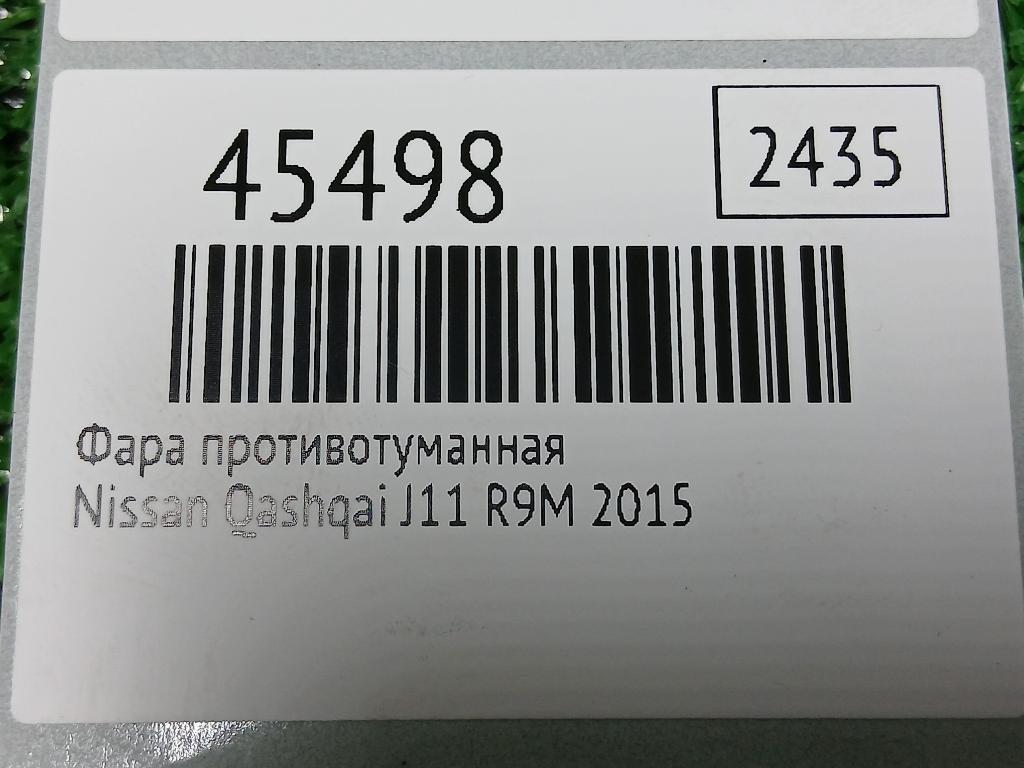 45498
2435
Фара противотуманная
Nissan Qashqai J11 R9M 2015